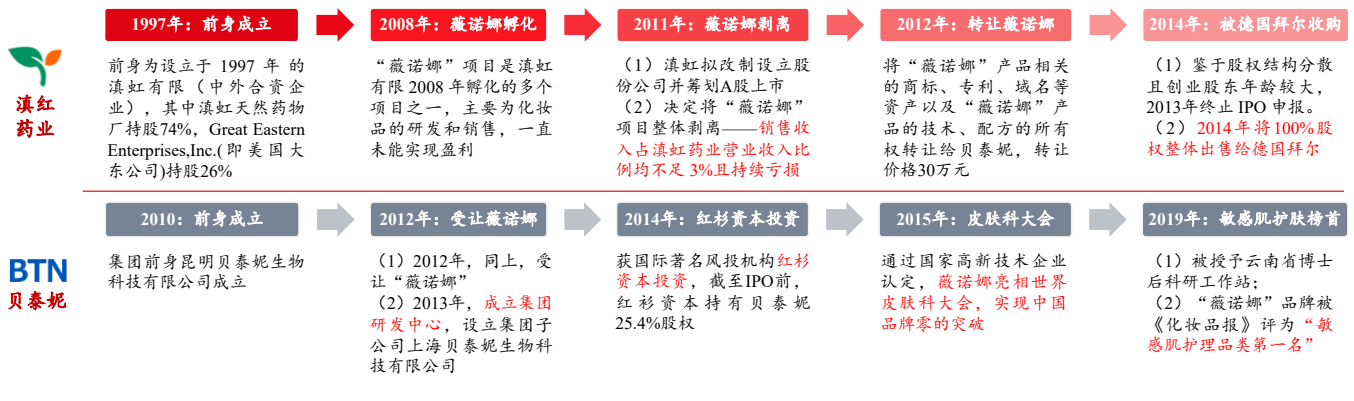 滇红
药业
1997年：前身成立
前身为设立于 1997 年 的
滇虹有限（中外合资企
业），其中滇虹天然药物
厂持股74%，Great Eastern
Enterprises,Inc.(即美国大
东公司)持股26%
2008年：薇诺娜孵化
“薇诺娜”项目是滇虹
有限 2008 年孵化的多个
项目之一，主要为化妆
品的研发和销售，一直
未能实现盈利
2011年：薇诺娜剥离
（1）滇虹拟改制设立股
份公司并筹划A股上市
（2）决定将“薇诺娜”
项目整体剥离——销售收
入占滇虹药业营业收入比
例均不足 3%且持续亏损
2012年：转让薇诺娜
将“薇诺娜”产品相关
的商标、专利、域名等
资产以及“薇诺娜”产
品的技术、配方的所有
权转让给贝泰妮，转让
价格30万元
2014年：被德国拜尔收购
（1）鉴于股权结构分散
且创业股东年龄较大，
2013年终止 IPO 申报。
（2）2014年将100%股
权整体出售给德国拜尔
BTN
贝泰妮
2010：前身成立
集团前身昆明贝泰妮生物
科技有限公司成立
2012年：受让薇诺娜
（1）2012年，同上，受
让“薇诺娜”
（2）2013年，成立集团
研发中心，设立集团子
公司上海贝泰妮生物科
技有限公司
2014年：红杉资本投资
获国际著名风投机构红杉
资本投资，截至IPO前，
红杉资本持有贝泰妮
25.4%股权
2015年：皮肤科大会
通过国家高新技术企业
认定，薇诺娜亮相世界
皮肤科大会，实现中国
品牌零的突破
2019年：敏感肌护肤榜首
（1）被授予云南省博士
后科研工作站；
（2）“薇诺娜”品牌被
《化妆品报》评为“敏
感肌护理品类第一名”